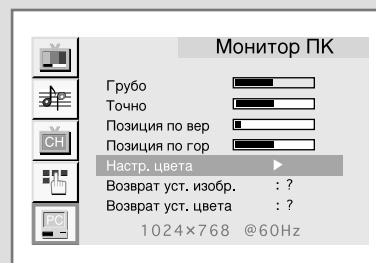 Монитор ПК
Грубо
Точно
Позиция по вер
Позиция по гор
CH
Настр. цвета
Возврат уст. изобр. : ?
Возврат уст. цвета : ?
PC
1024×768 @60Hz